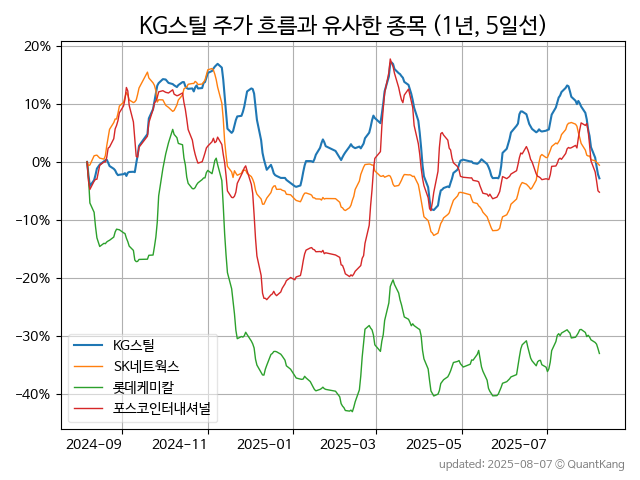 KG스틸 주가 흐름과 유사한 종목 (1년, 5일선)
20%
10%
0%
−10%
−20%
−30%
−40%
KG스틸
SK네트웍스
롯데케미칼
포스코인터내셔널
2024-09 2024-11 2025-01 2025-03 2025-05 2025-07
updated: 2025-08-07 © QuantKang